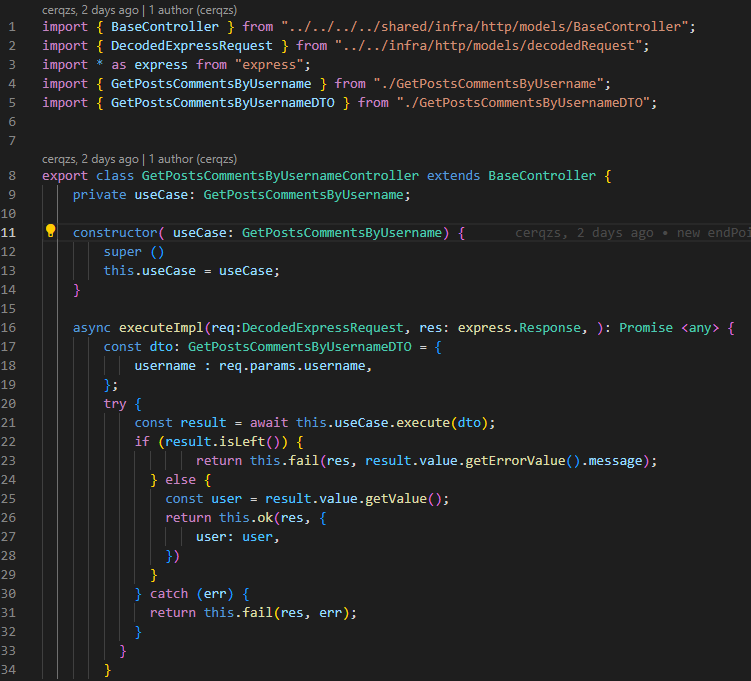 cerqzs, 2 days ago | 1 author (cerqzs)
1 import { BaseController } from "../../../../shared/infra/http/models/BaseController";
2 import { DecodedExpressRequest } from "../../infra/http/models/decodedRequest";
3 import * as express from "express";
4 import { GetPostsCommentsByUsername } from "./GetPostsCommentsByUsername";
5 import { GetPostsCommentsByUsernameDTO } from "./GetPostsCommentsByUsernameDTO";
6
7
cerqzs, 2 days ago | 1 author (cerqzs)
8 export class GetPostsCommentsByUsernameController extends BaseController {
9     private useCase: GetPostsCommentsByUsername;
10
11     constructor( useCase: GetPostsCommentsByUsername) {      cerqzs, 2 days ago • new endPoi
12         super ()
13         this.useCase = useCase;
14     }
15
16     async executeImpl(req:DecodedExpressRequest, res: express.Response, ): Promise <any> {
17         const dto: GetPostsCommentsByUsernameDTO = {
18             username : req.params.username,
19         };
20         try {
21             const result = await this.useCase.execute(dto);
22             if (result.isLeft()) {
23                     return this.fail(res, result.value.getErrorValue().message);
24               } else {
25                 const user = result.value.getValue();
26                 return this.ok(res, {
27                     user: user,
28                 })
29               }
30             } catch (err) {
31               return this.fail(res, err);
32             }
33           }
34         }